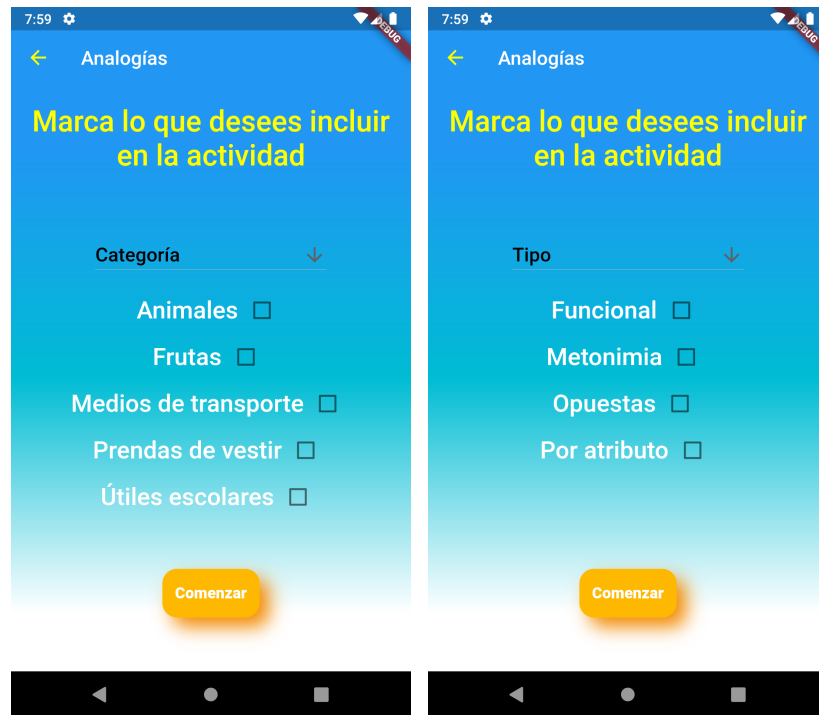 7:59
DEBUG
Analogías
Marca lo que desees incluir
en la actividad
Categoría
Animales
Frutas
Medios de transporte
Prendas de vestir
Útiles escolares
Comenzar
7:59
DEBUG
Analogías
Marca lo que desees incluir
en la actividad
Tipo
Funcional
Metonimia
Opuestas
Por atributo
Comenzar